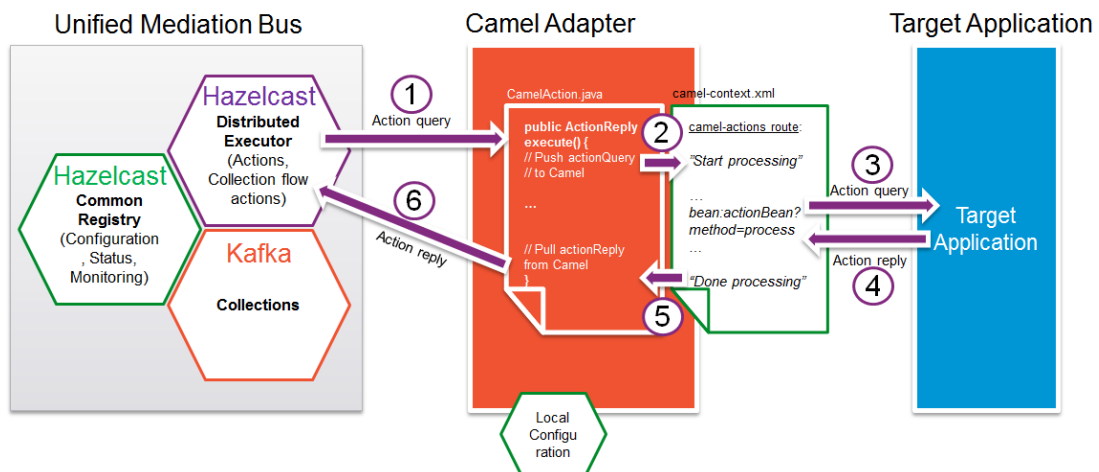 Unified Mediation Bus
Camel Adapter
Target Application
Hazelcast
Distributed
Executor
(Actions,
Collection flow
actions)
Hazelcast
Common
Registry
(Configuration
, Status,
Monitoring)
Kafka
Collections
1
Action query
6
Action reply
CamelAction.java
public ActionReply
execute() {
// Push actionQuery
// to Camel
…
// Pull actionReply
from Camel
}
2
5
camel-context.xml
camel-actions route:
"Start processing"
…
bean:actionBean?
method=process
…
"Done processing"
3
Action query
Action reply
4
Target
Application
Local
Configu
ration